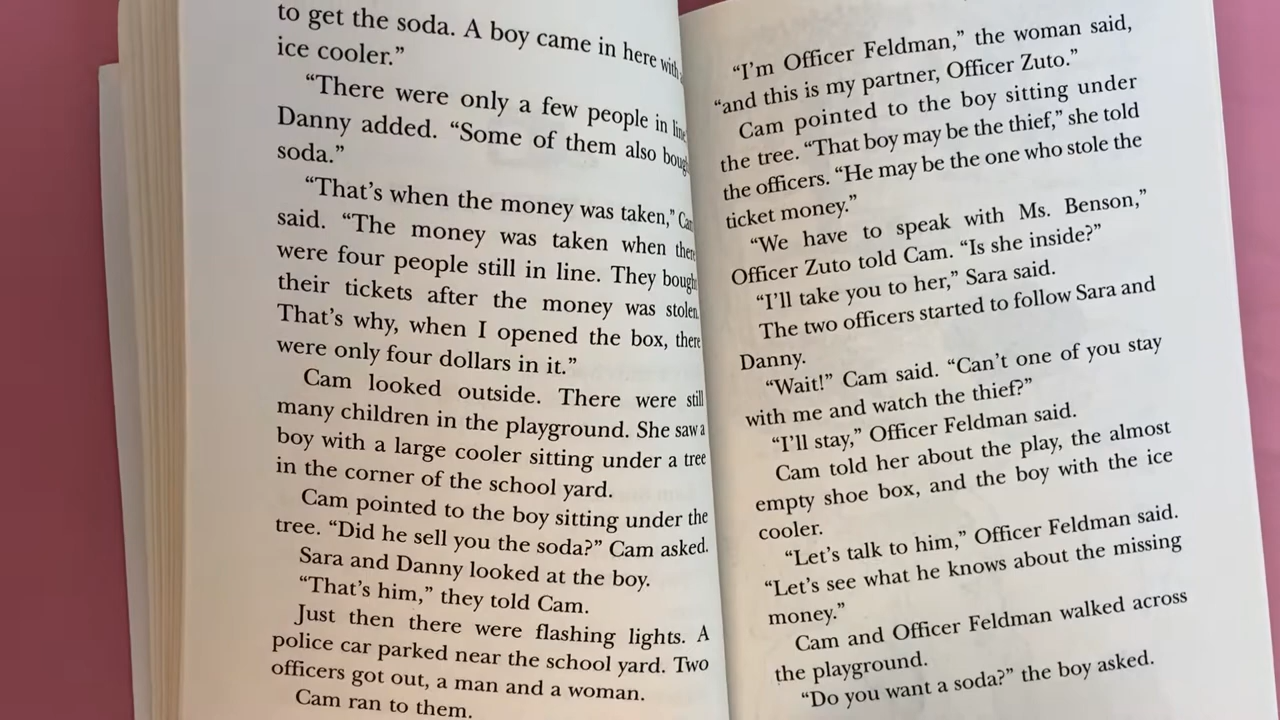 to get the soda. A boy came in here with a
ice cooler.”
“There were only a few people in line
Danny added. “Some of them also bough
soda.”
“That’s when the money was taken,” Cam
said. “The money was taken when there
were four people still in line. They bought
their tickets after the money was stolen.
That’s why, when I opened the box, there
were only four dollars in it.”
Cam looked outside. There were still
many children in the playground. She saw a
boy with a large cooler sitting under a tree
in the corner of the school yard.
Cam pointed to the boy sitting under the
tree. “Did he sell you the soda?” Cam asked.
Sara and Danny looked at the boy.
“That’s him,” they told Cam.
Just then there were flashing lights. A
police car parked near the school yard. Two
officers got out, a man and a woman.
Cam ran to them.
“I’m Officer Feldman,” the woman said,
“and this is my partner, Officer Zuto.”
Cam pointed to the boy sitting under
the tree. “That boy may be the thief,” she told
the officers. “He may be the one who stole the
ticket money.”
“We have to speak with Ms. Benson,”
Officer Zuto told Cam. “Is she inside?”
“I’ll take you to her,” Sara said.
The two officers started to follow Sara and
Danny.
“Wait!” Cam said. “Can’t one of you stay
with me and watch the thief?”
“I’ll stay,” Officer Feldman said.
Cam told her about the play, the almost
empty shoe box, and the boy with the ice
cooler.
“Let’s talk to him,” Officer Feldman said.
“Let’s see what he knows about the missing
money.”
Cam and Officer Feldman walked across
the playground.
“Do you want a soda?” the boy asked.